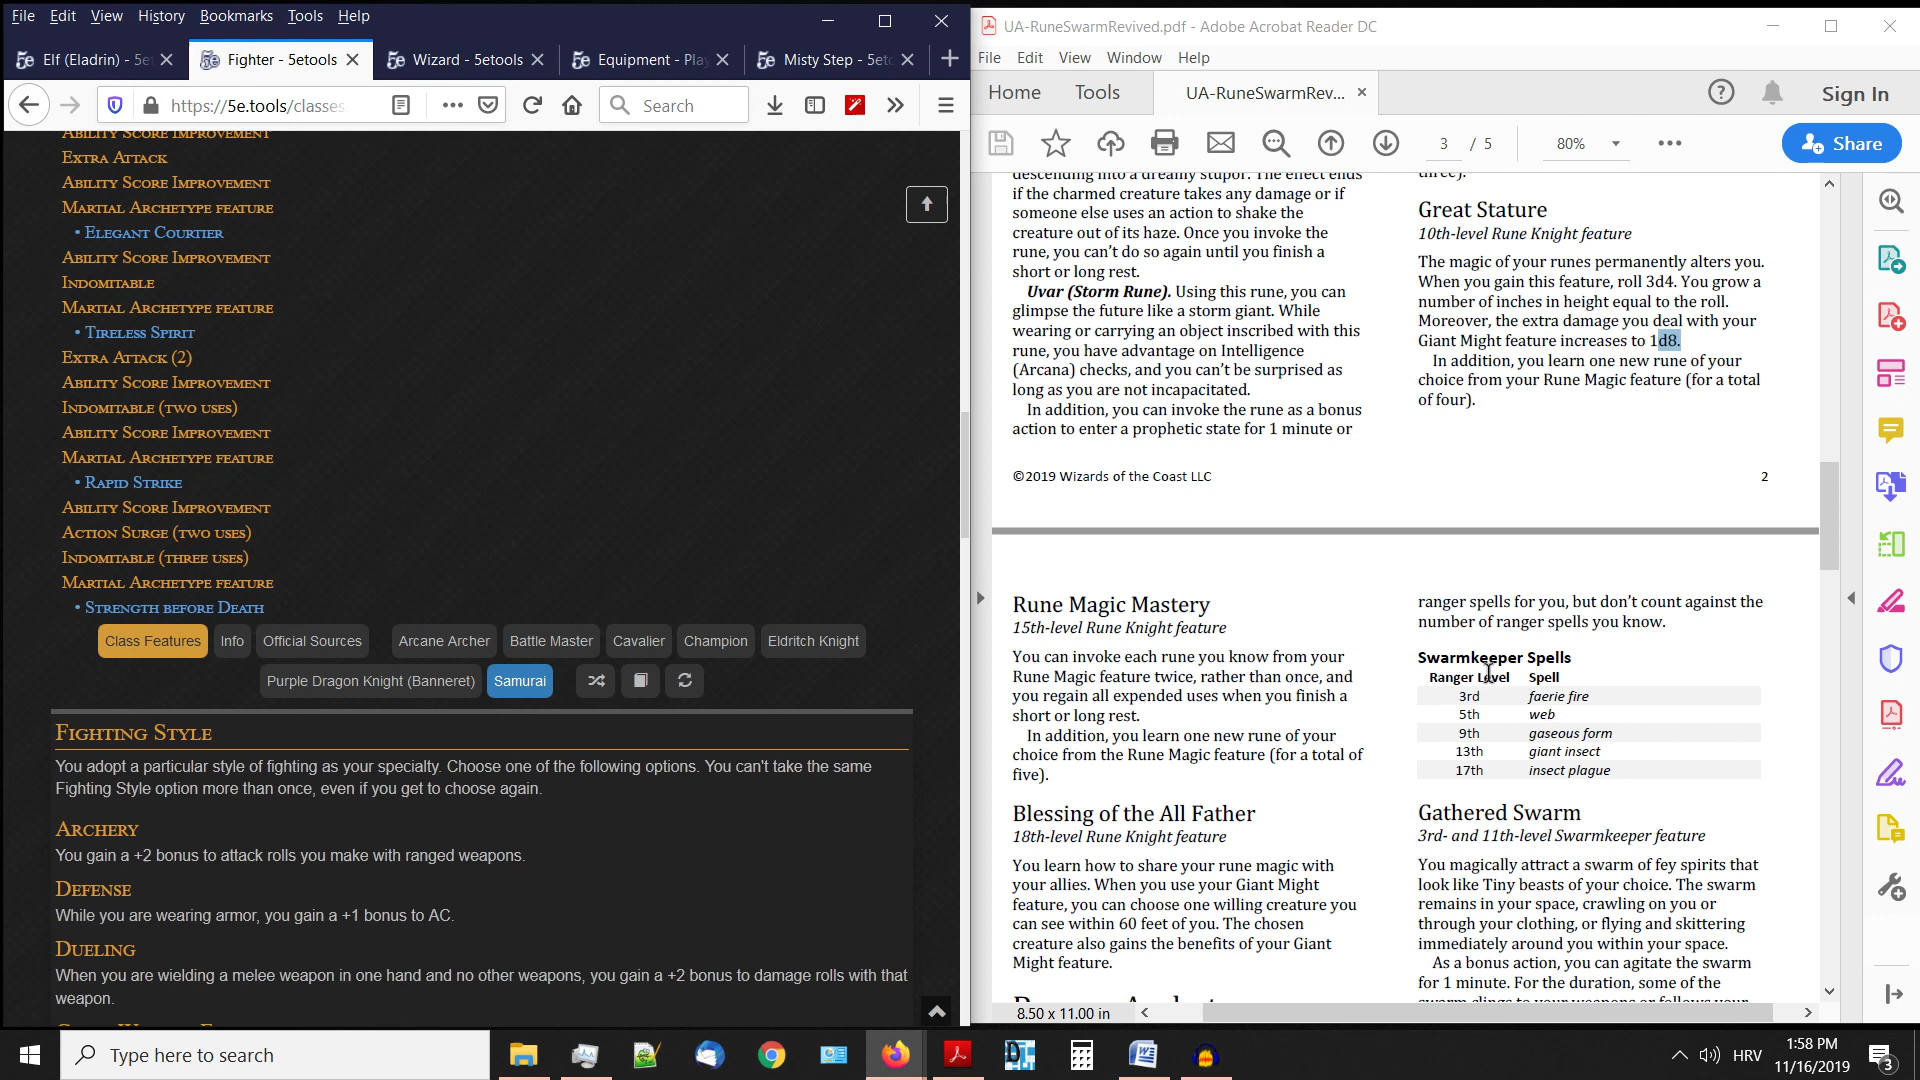 File Edit View History Bookmarks Tools Help
Elf (Eladrin) - 5et
Fighter - 5etools
Wizard - 5etools
Equipment - Play
Misty Step - 5eto
https://5e.tools/classes
Search
ABILITY SCORE IMPROVEMENT
EXTRA ATTACK
ABILITY SCORE IMPROVEMENT
MARTIAL ARCHETYPE FEATURE
• ELEGANT COURTIER
ABILITY SCORE IMPROVEMENT
INDOMITABLE
MARTIAL ARCHETYPE FEATURE
• TIRELESS SPIRIT
EXTRA ATTACK (2)
ABILITY SCORE IMPROVEMENT
INDOMITABLE (TWO USES)
ABILITY SCORE IMPROVEMENT
MARTIAL ARCHETYPE FEATURE
• RAPID STRIKE
ABILITY SCORE IMPROVEMENT
ACTION SURGE (TWO USES)
INDOMITABLE (THREE USES)
MARTIAL ARCHETYPE FEATURE
• STRENGTH BEFORE DEATH
Class Features Info Official Sources Arcane Archer Battle Master Cavalier Champion Eldritch Knight
Purple Dragon Knight (Banneret) Samurai
FIGHTING STYLE
You adopt a particular style of fighting as your specialty. Choose one of the following options. You can't take the same
Fighting Style option more than once, even if you get to choose again.
ARCHERY
You gain a +2 bonus to attack rolls you make with ranged weapons.
DEFENSE
While you are wearing armor, you gain a +1 bonus to AC.
DUELING
When you are wielding a melee weapon in one hand and no other weapons, you gain a +2 bonus to damage rolls with that
weapon.
UA-RuneSwarmRevived.pdf - Adobe Acrobat Reader DC
File Edit View Window Help
Home Tools UA-RuneSwarmRev... Sign In
3 / 5 80% Share
descending into a dreamy stupor. The effect ends
if the charmed creature takes any damage or if
someone else uses an action to shake the
creature out of its haze. Once you invoke the
rune, you can't do so again until you finish a
short or long rest.
Uvar (Storm Rune). Using this rune, you can
glimpse the future like a storm giant. While
wearing or carrying an object inscribed with this
rune, you have advantage on Intelligence
(Arcana) checks, and you can't be surprised as
long as you are not incapacitated.
In addition, you can invoke the rune as a bonus
action to enter a prophetic state for 1 minute or
three).
Great Stature
10th-level Rune Knight feature
The magic of your runes permanently alters you.
When you gain this feature, roll 3d4. You grow a
number of inches in height equal to the roll.
Moreover, the extra damage you deal with your
Giant Might feature increases to 1d8.
In addition, you learn one new rune of your
choice from your Rune Magic feature (for a total
of four).
©2019 Wizards of the Coast LLC 2
Rune Magic Mastery
15th-level Rune Knight feature
You can invoke each rune you know from your
Rune Magic feature twice, rather than once, and
you regain all expended uses when you finish a
short or long rest.
In addition, you learn one new rune of your
choice from the Rune Magic feature (for a total of
five).
Blessing of the All Father
18th-level Rune Knight feature
You learn how to share your rune magic with
your allies. When you use your Giant Might
feature, you can choose one willing creature you
can see within 60 feet of you. The chosen
creature also gains the benefits of your Giant
Might feature.
ranger spells for you, but don't count against the
number of ranger spells you know.
Swarmkeeper Spells
Ranger Level Spell
3rd faerie fire
5th web
9th gaseous form
13th giant insect
17th insect plague
Gathered Swarm
3rd- and 11th-level Swarmkeeper feature
You magically attract a swarm of fey spirits that
look like Tiny beasts of your choice. The swarm
remains in your space, crawling on you or
through your clothing, or flying and skittering
immediately around you within your space.
As a bonus action, you can agitate the swarm
for 1 minute. For the duration, some of the
swarm clings to your weapons or follows your
8.50 x 11.00 in
Type here to search
HRV
1:58 PM
11/16/2019
3